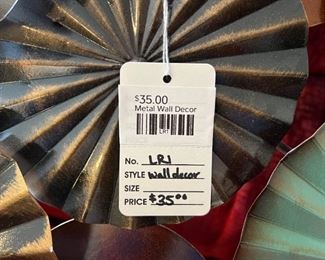 $35.00
Metal Wall Decor
LR1
No. LR1
STYLE wall decor
SIZE
PRICE $35.00